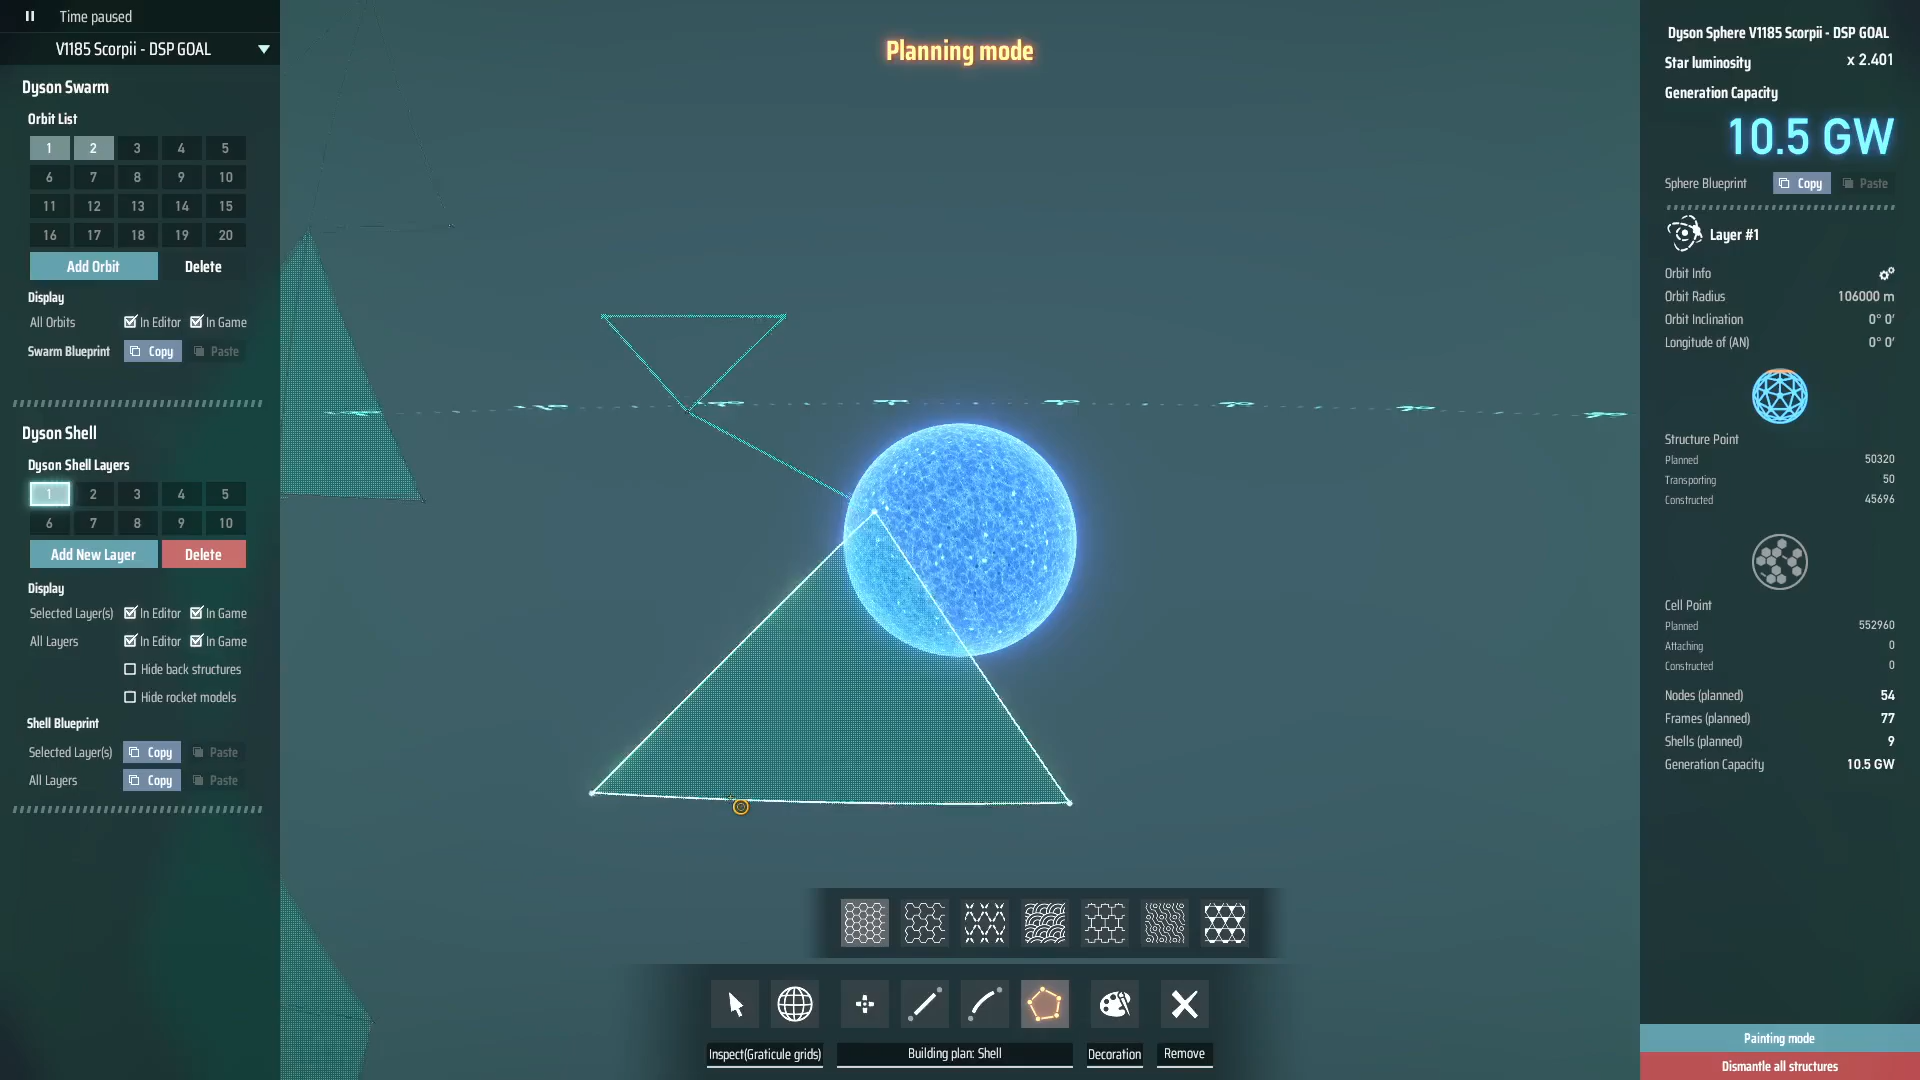 Time paused
V1185 Scorpii - DSP GOAL
Dyson Swarm
Orbit List
1 2 3 4 5
6 7 8 9 10
11 12 13 14 15
16 17 18 19 20
Add Orbit Delete
Display
All Orbits In Editor In Game
Swarm Blueprint Copy Paste
Dyson Shell
Dyson Shell Layers
1 2 3 4 5
6 7 8 9 10
Add New Layer Delete
Display
Selected Layer(s) In Editor In Game
All Layers In Editor In Game
Hide back structures
Hide rocket models
Shell Blueprint
Selected Layer(s) Copy Paste
All Layers Copy Paste
Planning mode
Inspect(Graticule grids) Building plan: Shell Decoration Remove
Dyson Sphere V1185 Scorpii - DSP GOAL
Star luminosity x 2.401
Generation Capacity
10.5 GW
Sphere Blueprint Copy Paste
Layer #1
Orbit Info
Orbit Radius 106000 m
Orbit Inclination 0° 0′
Longitude of (AN) 0° 0′
Structure Point
Planned 50320
Transporting 50
Constructed 45696
Cell Point
Planned 552960
Attaching 0
Constructed 0
Nodes (planned) 54
Frames (planned) 77
Shells (planned) 9
Generation Capacity 10.5 GW
Painting mode
Dismantle all structures